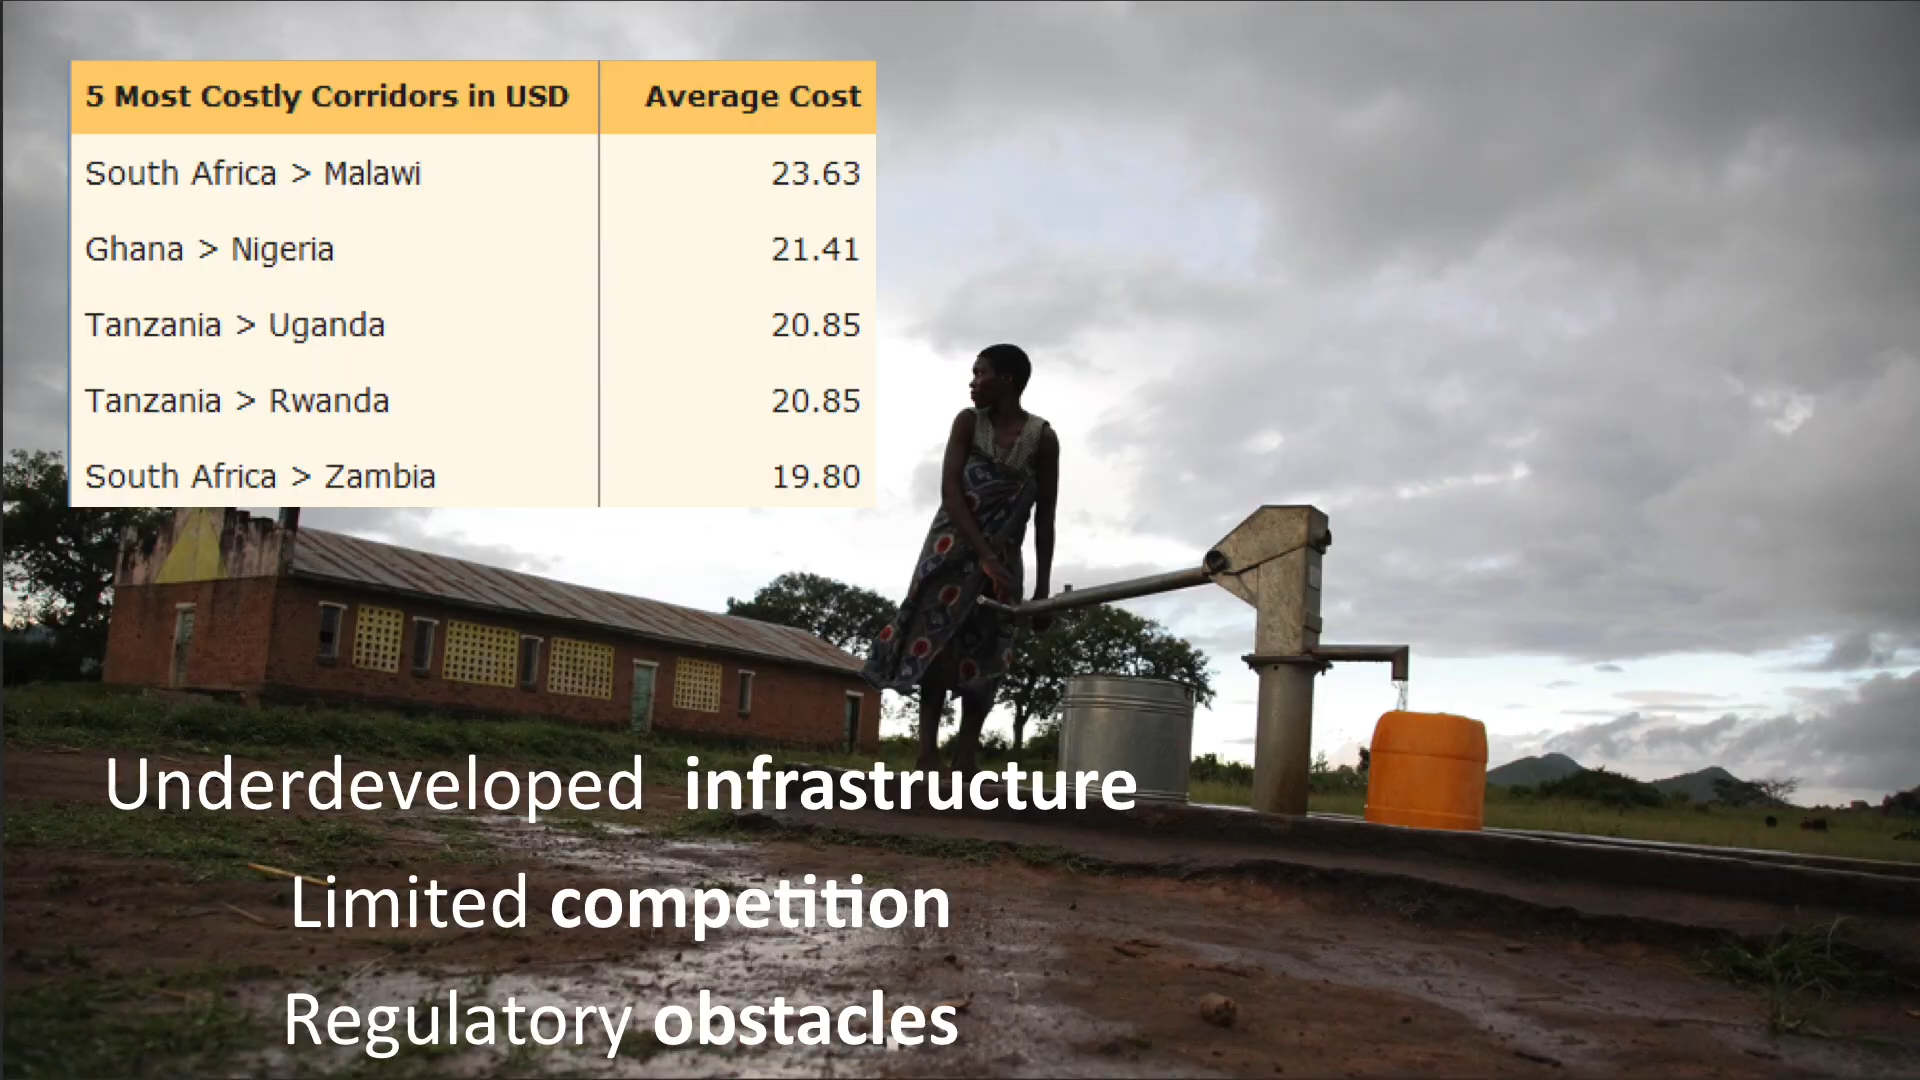 5 Most Costly Corridors in USD Average Cost
South Africa > Malawi 23.63
Ghana > Nigeria 21.41
Tanzania > Uganda 20.85
Tanzania > Rwanda 20.85
South Africa > Zambia 19.80
Underdeveloped infrastructure
Limited competition
Regulatory obstacles